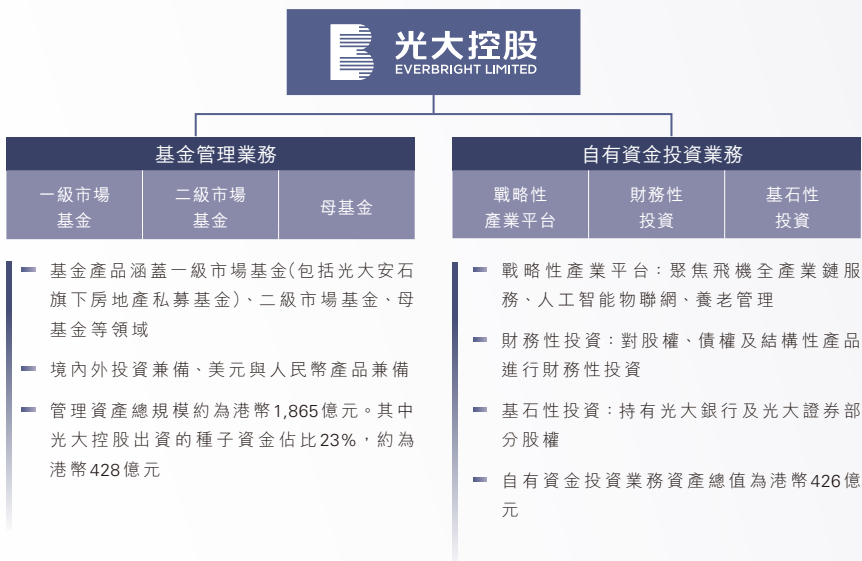 光大控股
EVERBRIGHT LIMITED
基金管理業務
一級市場
基金
二級市場
基金
母基金
基金產品涵蓋一級市場基金(包括光大安石
旗下房地產私募基金)、二級市場基金、母
基金等領域
境內外投資兼備、美元與人民幣產品兼備
管理資產總規模約為港幣1,865億元。其中
光大控股出資的種子資金佔比23%，約為
港幣428億元
自有資金投資業務
戰略性
產業平台
財務性
投資
基石性
投資
戰略性產業平台：聚焦飛機全產業鏈服
務、人工智能物聯網、養老管理
財務性投資：對股權、債權及結構性產品
進行財務性投資
基石性投資：持有光大銀行及光大證券部
分股權
自有資金投資業務資產總值為港幣426億
元